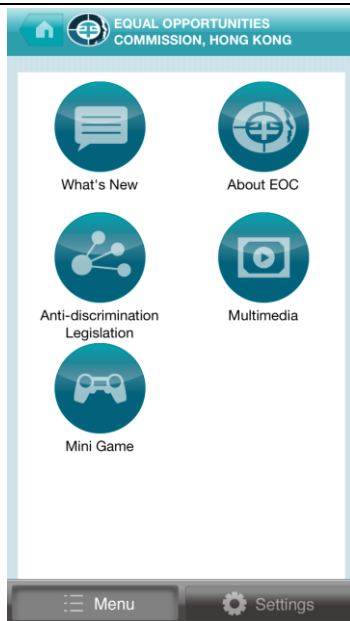 EQUAL OPPORTUNITIES
COMMISSION, HONG KONG
What's New
About EOC
Anti-discrimination
Legislation
Multimedia
Mini Game
Menu
Settings